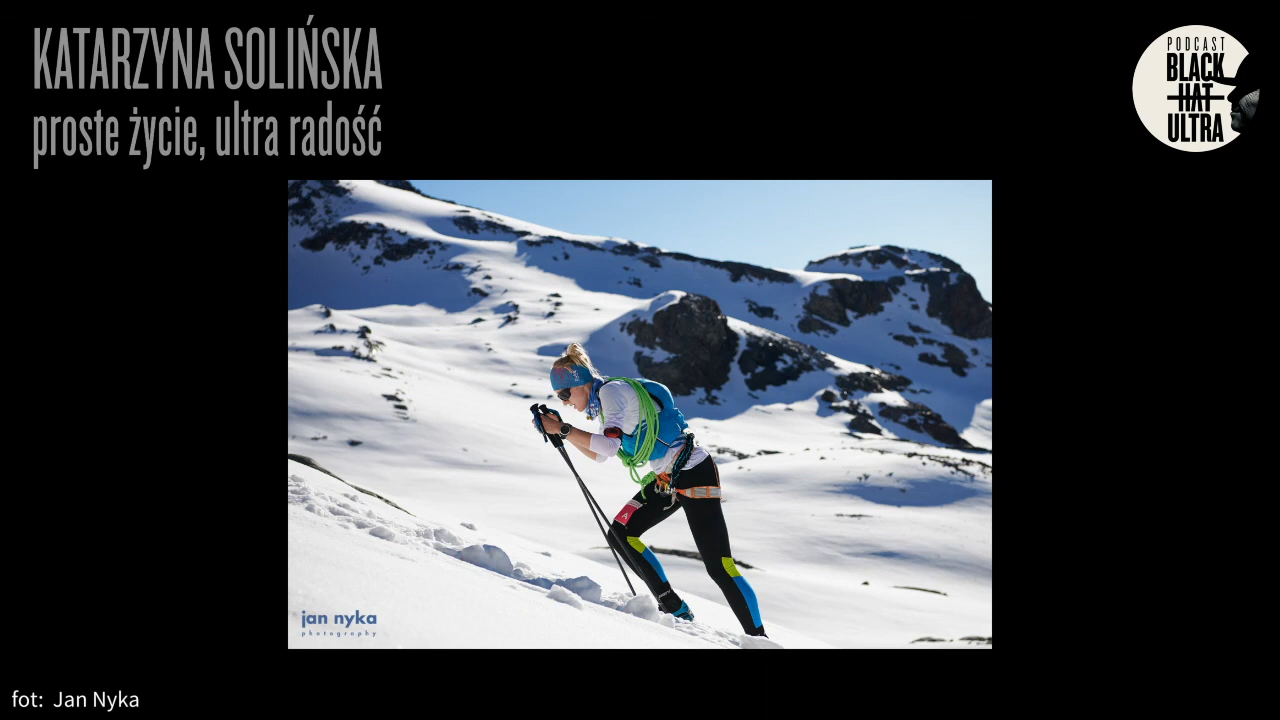 KATARZYNA SOLIŃSKA
proste życie, ultra radość
PODCAST
BLACK
HAT
ULTRA
A
jan nyka
photography
fot: Jan Nyka